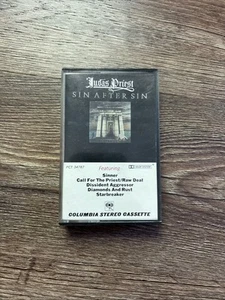 Judas Priest
SIN AFTER SIN
Featuring:
Sinner
Call For The Priest/Raw Deal
Dissident Aggressor
Diamonds And Rust
Starbreaker
COLUMBIA STEREO CASSETTE